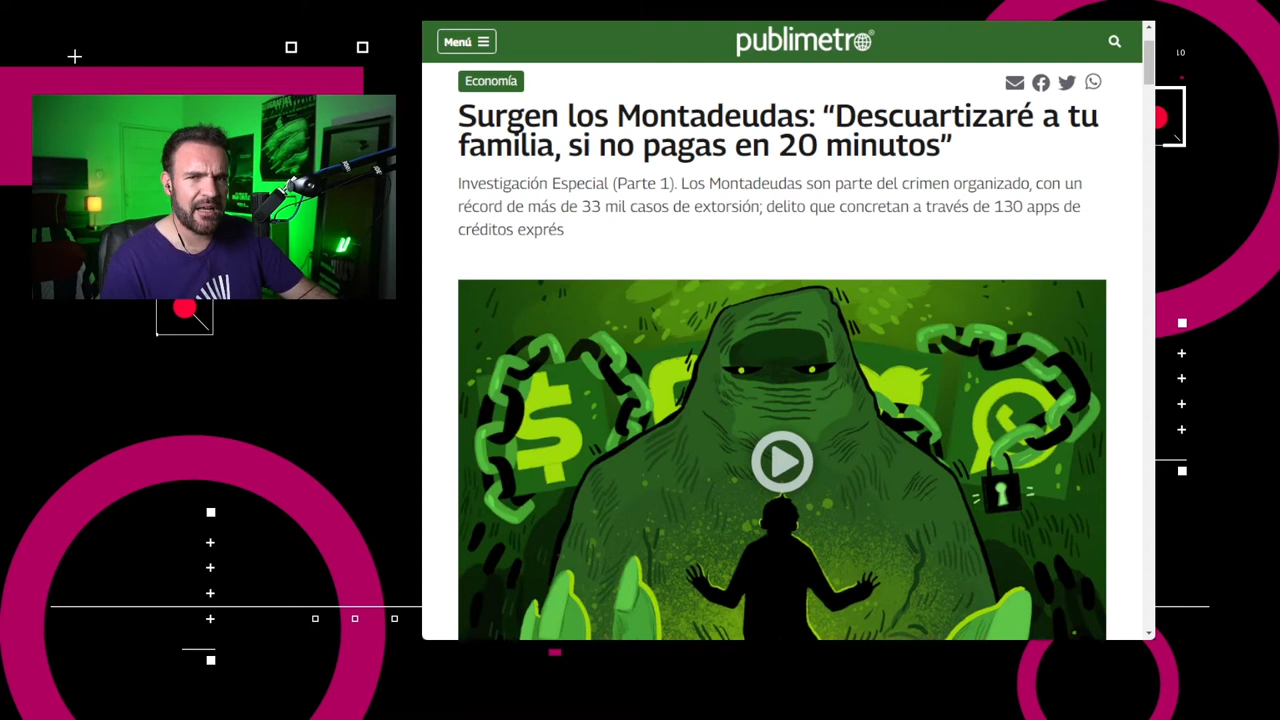 Menú
publimetro
Economía
Surgen los Montadeudas: “Descuartizaré a tu
familia, si no pagas en 20 minutos”
Investigación Especial (Parte 1). Los Montadeudas son parte del crimen organizado, con un
récord de más de 33 mil casos de extorsión; delito que concretan a través de 130 apps de
créditos exprés
$